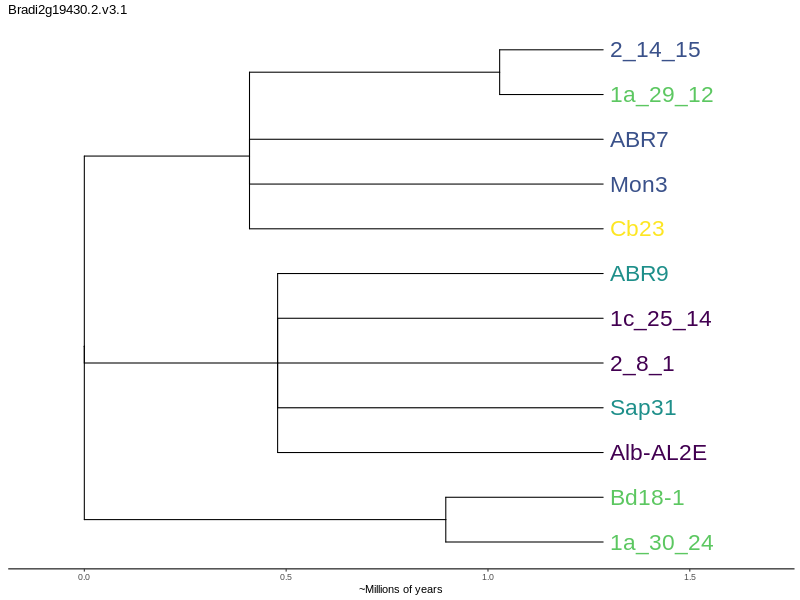 Bradi2g19430.2.v3.1
2_14_15
1a_29_12
ABR7
Mon3
Cb23
ABR9
1c_25_14
2_8_1
Sap31
Alb-AL2E
Bd18-1
1a_30_24
0.0 0.5 1.0 1.5
~Millions of years